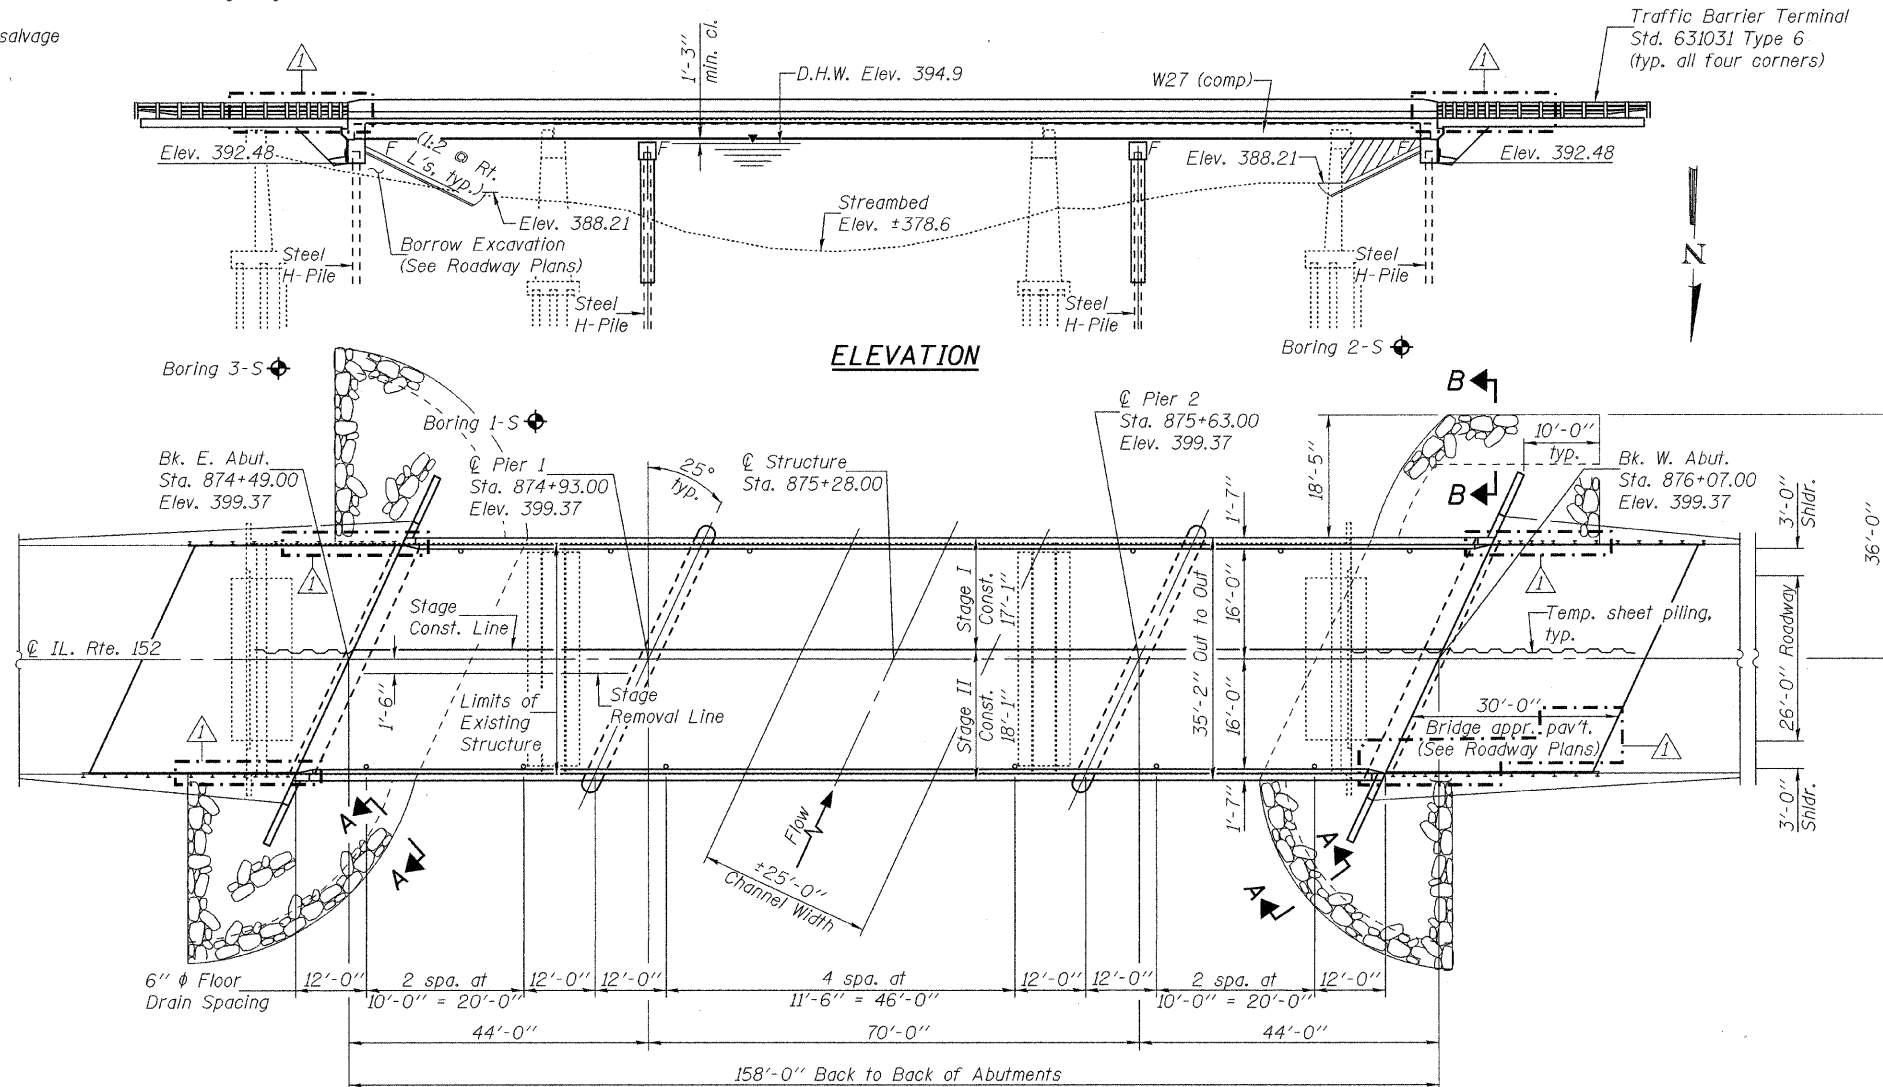 salvage
Traffic Barrier Terminal
Std. 631031 Type 6
(typ. all four corners)
1
1
1'-3"
min. cl.
D.H.W. Elev. 394.9
W27 (comp)
Elev. 392.48
F
(1:2 @ Rt.
L's, typ.)
F
F
Elev. 388.21
F
Elev. 392.48
Elev. 388.21
Streambed
Elev. ±378.6
Borrow Excavation
(See Roadway Plans)
Steel
H-Pile
Steel
H-Pile
Steel
H-Pile
Steel
H-Pile
N
ELEVATION
Boring 3-S
Boring 2-S
Boring 1-S
B
B
℄ Pier 2
Sta. 875+63.00
Elev. 399.37
18'-5"
10'-0"
typ.
Bk. E. Abut.
Sta. 874+49.00
Elev. 399.37
℄ Pier 1
Sta. 874+93.00
Elev. 399.37
25°
typ.
℄ Structure
Sta. 875+28.00
Bk. W. Abut.
Sta. 876+07.00
Elev. 399.37
1'-7"
3'-0"
Shldr.
36'-0"
1
1
Stage
Const. Line
Stage I
Const.
17'-1"
16'-0"
35'-2" Out to Out
Temp. sheet piling,
typ.
℄ IL. Rte. 152
1'-6"
Limits of
Existing
Structure
Stage
Removal Line
Stage II
Const.
18'-1"
16'-0"
30'-0"
Bridge appr. pav't.
(See Roadway Plans)
26'-0" Roadway
1
1
A
A
Flow
±25'-0"
Channel Width
1'-7"
A
A
3'-0"
Shldr.
6" ϕ Floor
Drain Spacing
12'-0"
2 spa. at
10'-0" = 20'-0"
12'-0"
12'-0"
4 spa. at
11'-6" = 46'-0"
12'-0"
12'-0"
2 spa. at
10'-0" = 20'-0"
12'-0"
44'-0"
70'-0"
44'-0"
158'-0" Back to Back of Abutments